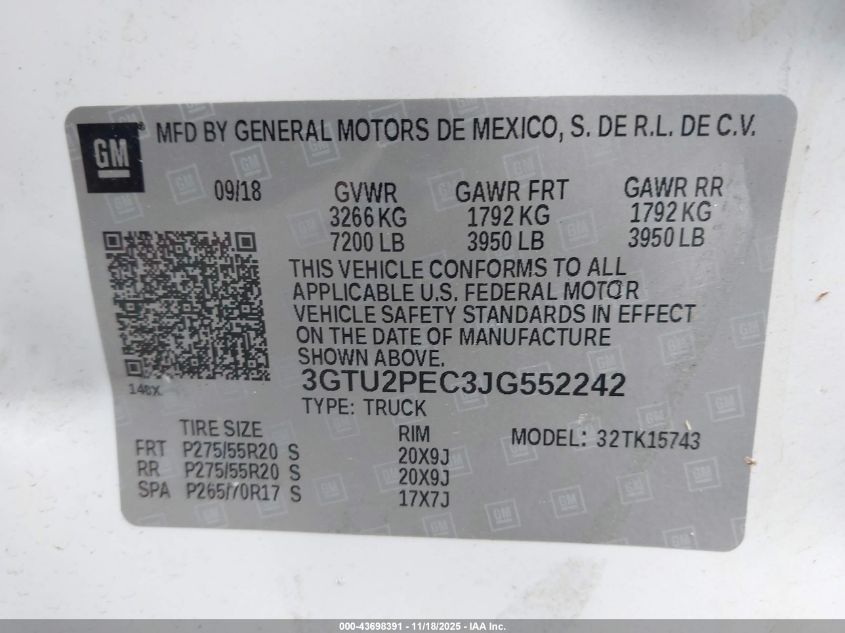 GM
MFD BY GENERAL MOTORS DE MEXICO, S. DE R.L. DE C.V.
09/18 GVWR GAWR FRT GAWR RR
3266 KG 1792 KG 1792 KG
7200 LB 3950 LB 3950 LB
THIS VEHICLE CONFORMS TO ALL
APPLICABLE U.S. FEDERAL MOTOR
VEHICLE SAFETY STANDARDS IN EFFECT
ON THE DATE OF MANUFACTURE
SHOWN ABOVE.
3GTU2PEC3JG552242
TYPE: TRUCK
TIRE SIZE RIM MODEL: 32TK15743
FRT P275/55R20 S 20X9J
RR P275/55R20 S 20X9J
SPA P265/70R17 S 17X7J
000-43698391 - 11/18/2025 - IAA Inc.